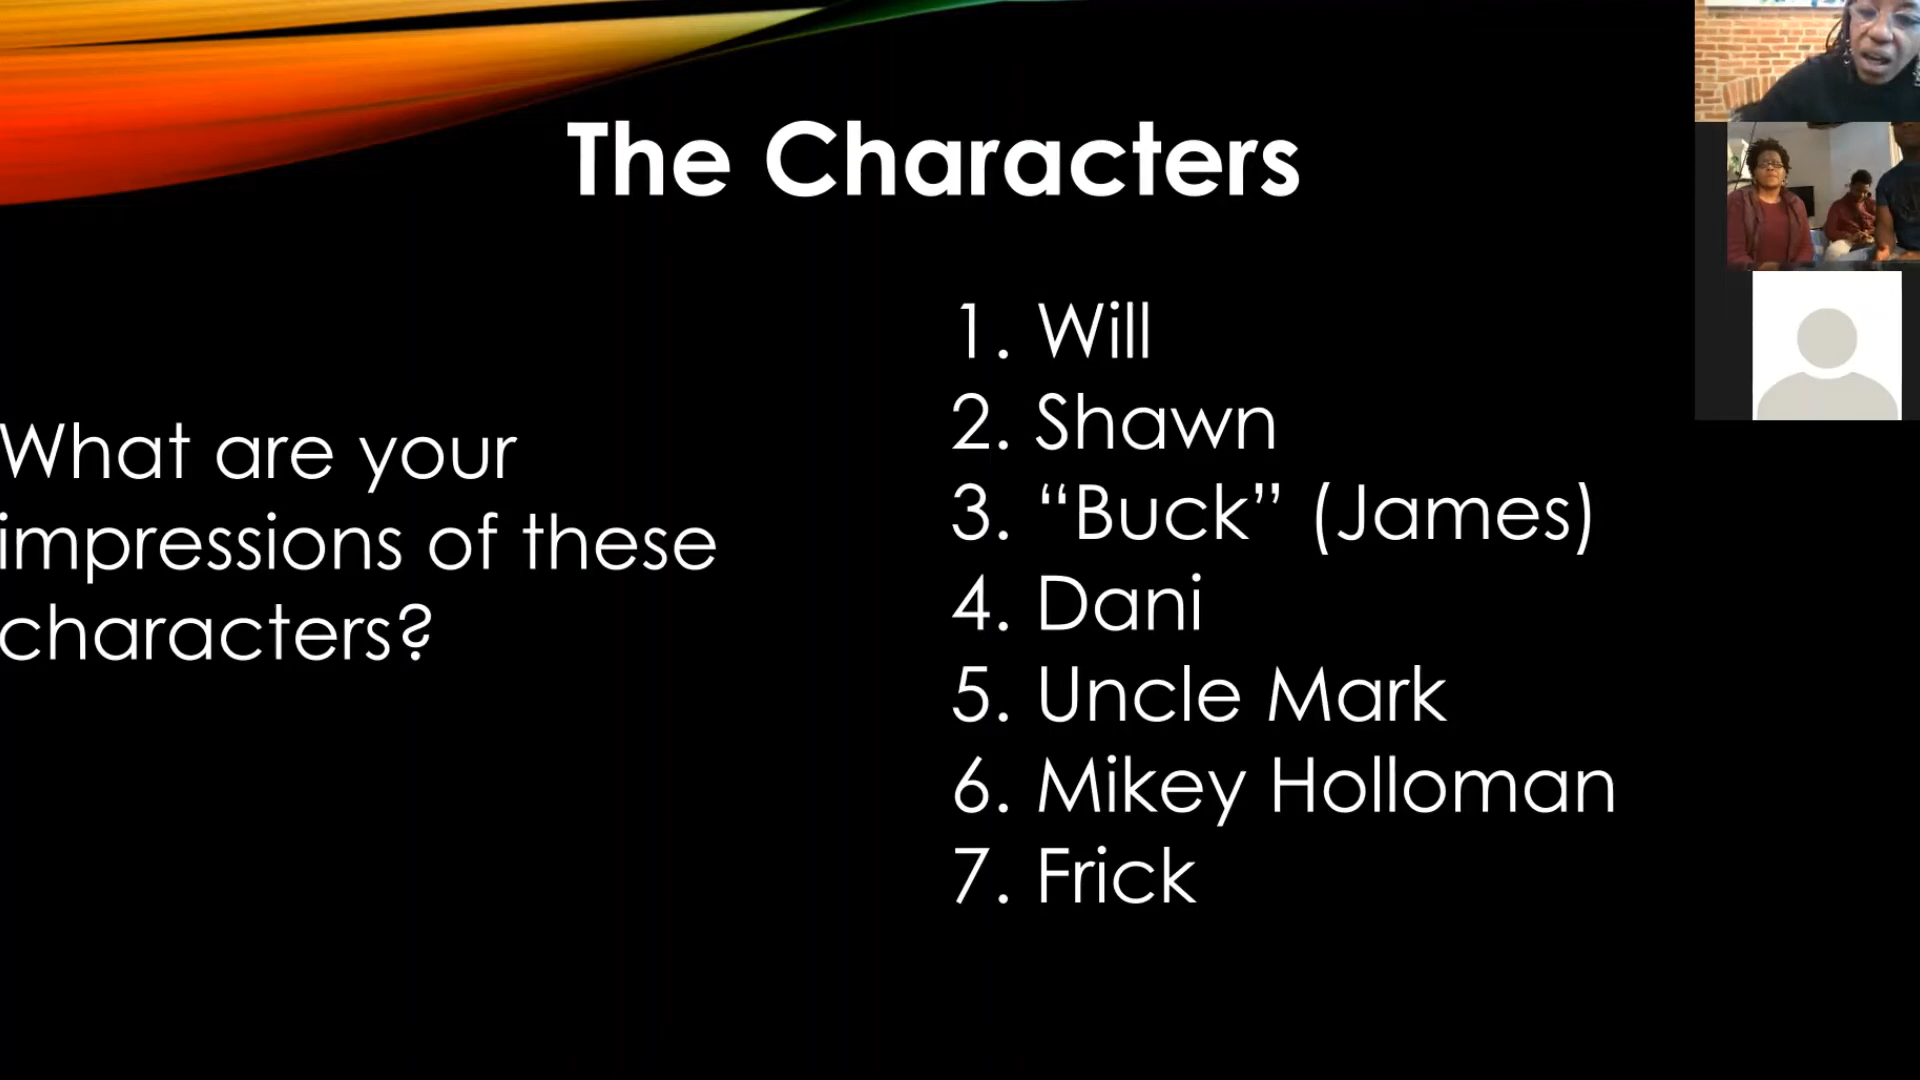 The Characters
What are your
impressions of these
characters?
1. Will
2. Shawn
3. “Buck” (James)
4. Dani
5. Uncle Mark
6. Mikey Holloman
7. Frick